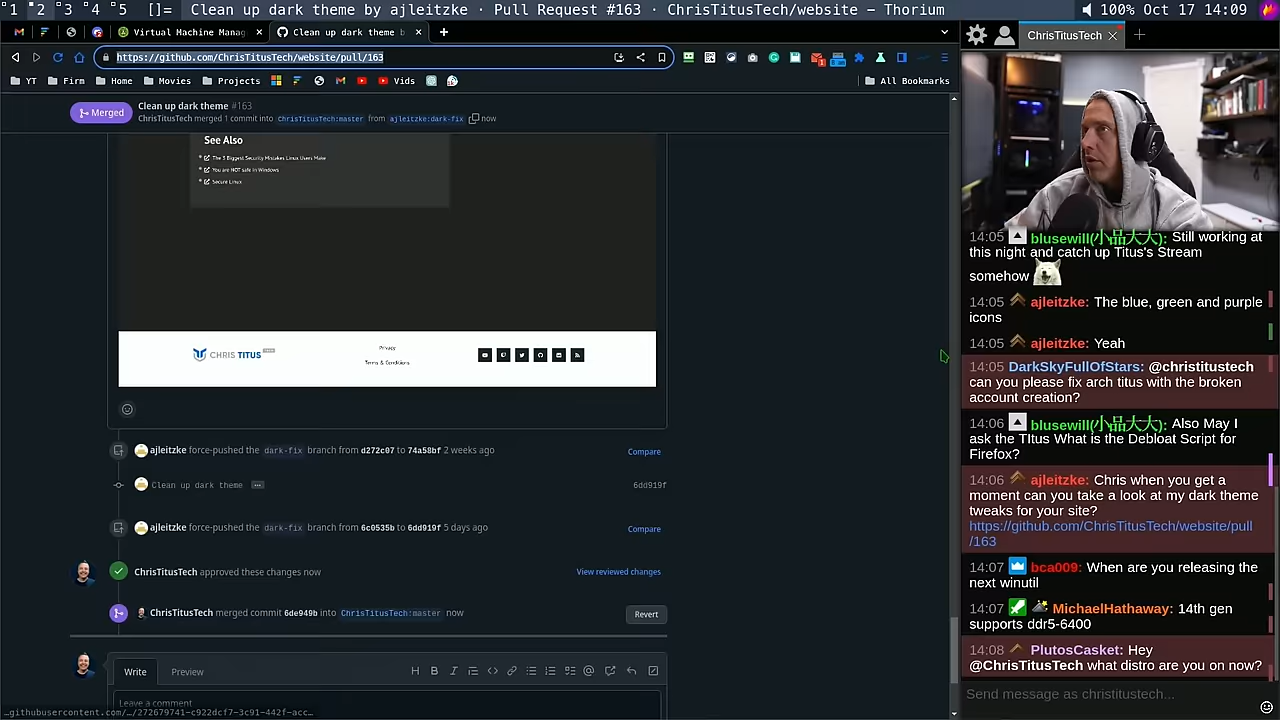 1 2 3 4 5 []= Clean up dark theme by ajleitzke · Pull Request #163 · ChrisTitusTech/website – Thorium 100% Oct 17 14:09
Virtual Machine Manag × Clean up dark theme b × +
https://github.com/ChrisTitusTech/website/pull/163
YT Firm Home Movies Projects Vids All Bookmarks
Merged
Clean up dark theme #163
ChrisTitusTech merged 1 commit into ChrisTitusTech:master from ajleitzke:dark-fix now
See Also
The 3 Biggest Security Mistakes Linux Users Make
You are NOT safe in Windows
Secure Linux
CHRIS TITUS
Privacy
Terms & Conditions
ajleitzke force-pushed the dark-fix branch from d272c07 to 74a58bf 2 weeks ago Compare
Clean up dark theme ... 6dd919f
ajleitzke force-pushed the dark-fix branch from 6c0535b to 6dd919f 5 days ago Compare
ChrisTitusTech approved these changes now View reviewed changes
ChrisTitusTech merged commit 6de949b into ChrisTitusTech:master now Revert
Write Preview
Leave a comment
…githubusercontent.com/…/272679741-c922dcf7-3c91-442f-acc…
ChrisTitusTech
14:05 blusewill(小品大大): Still working at
this night and catch up Titus's Stream
somehow
14:05 ajleitzke: The blue, green and purple
icons
14:05 ajleitzke: Yeah
14:05 DarkSkyFullOfStars: @christitustech
can you please fix arch titus with the broken
account creation?
14:06 blusewill(小品大大): Also May I
ask the TItus What is the Debloat Script for
Firefox?
14:06 ajleitzke: Chris when you get a
moment can you take a look at my dark theme
tweaks for your site?
https://github.com/ChrisTitusTech/website/pull
/163
14:07 bca009: When are you releasing the
next winutil
14:07 MichaelHathaway: 14th gen
supports ddr5-6400
14:08 PlutosCasket: Hey
@ChrisTitusTech what distro are you on now?
Send message as christitustech...